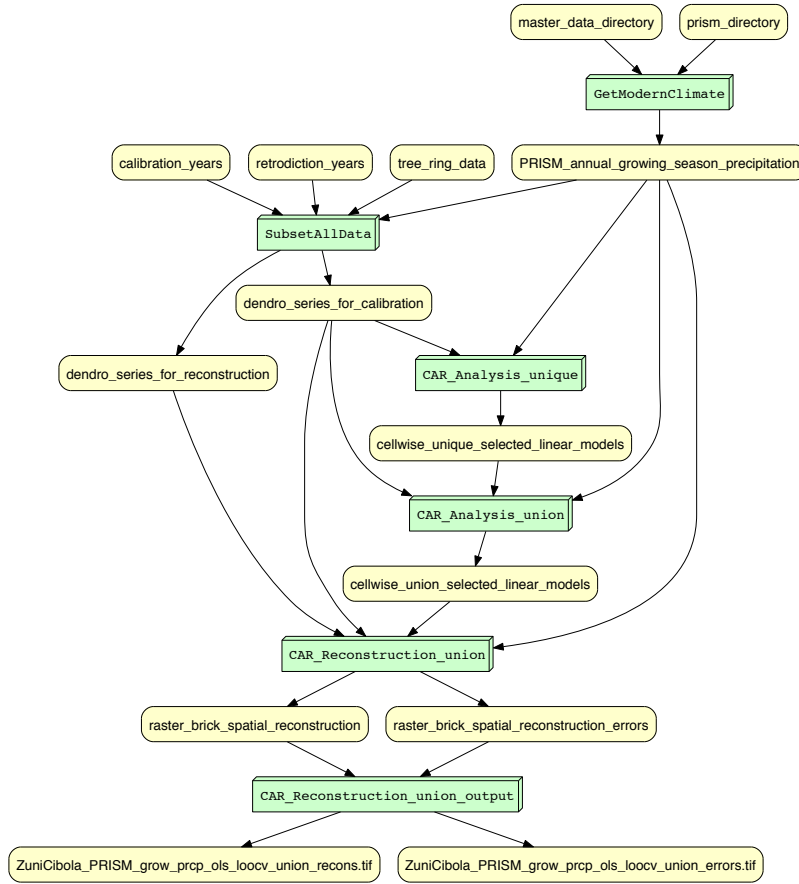 master_data_directory
prism_directory
GetModernClimate
calibration_years
retrodiction_years
tree_ring_data
PRISM_annual_growing_season_precipitation
SubsetAllData
dendro_series_for_calibration
dendro_series_for_reconstruction
CAR_Analysis_unique
cellwise_unique_selected_linear_models
CAR_Analysis_union
cellwise_union_selected_linear_models
CAR_Reconstruction_union
raster_brick_spatial_reconstruction
raster_brick_spatial_reconstruction_errors
CAR_Reconstruction_union_output
ZuniCibola_PRISM_grow_prcp_ols_loocv_union_recons.tif
ZuniCibola_PRISM_grow_prcp_ols_loocv_union_errors.tif